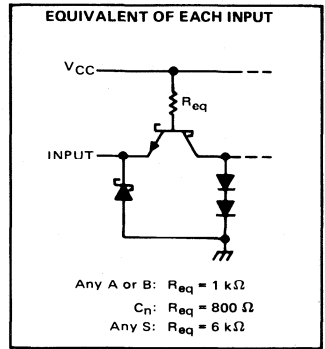 EQUIVALENT OF EACH INPUT
VCC
Req
INPUT
Any A or B: Req = 1 kΩ
Cn: Req = 800 Ω
Any S: Req = 6 kΩ